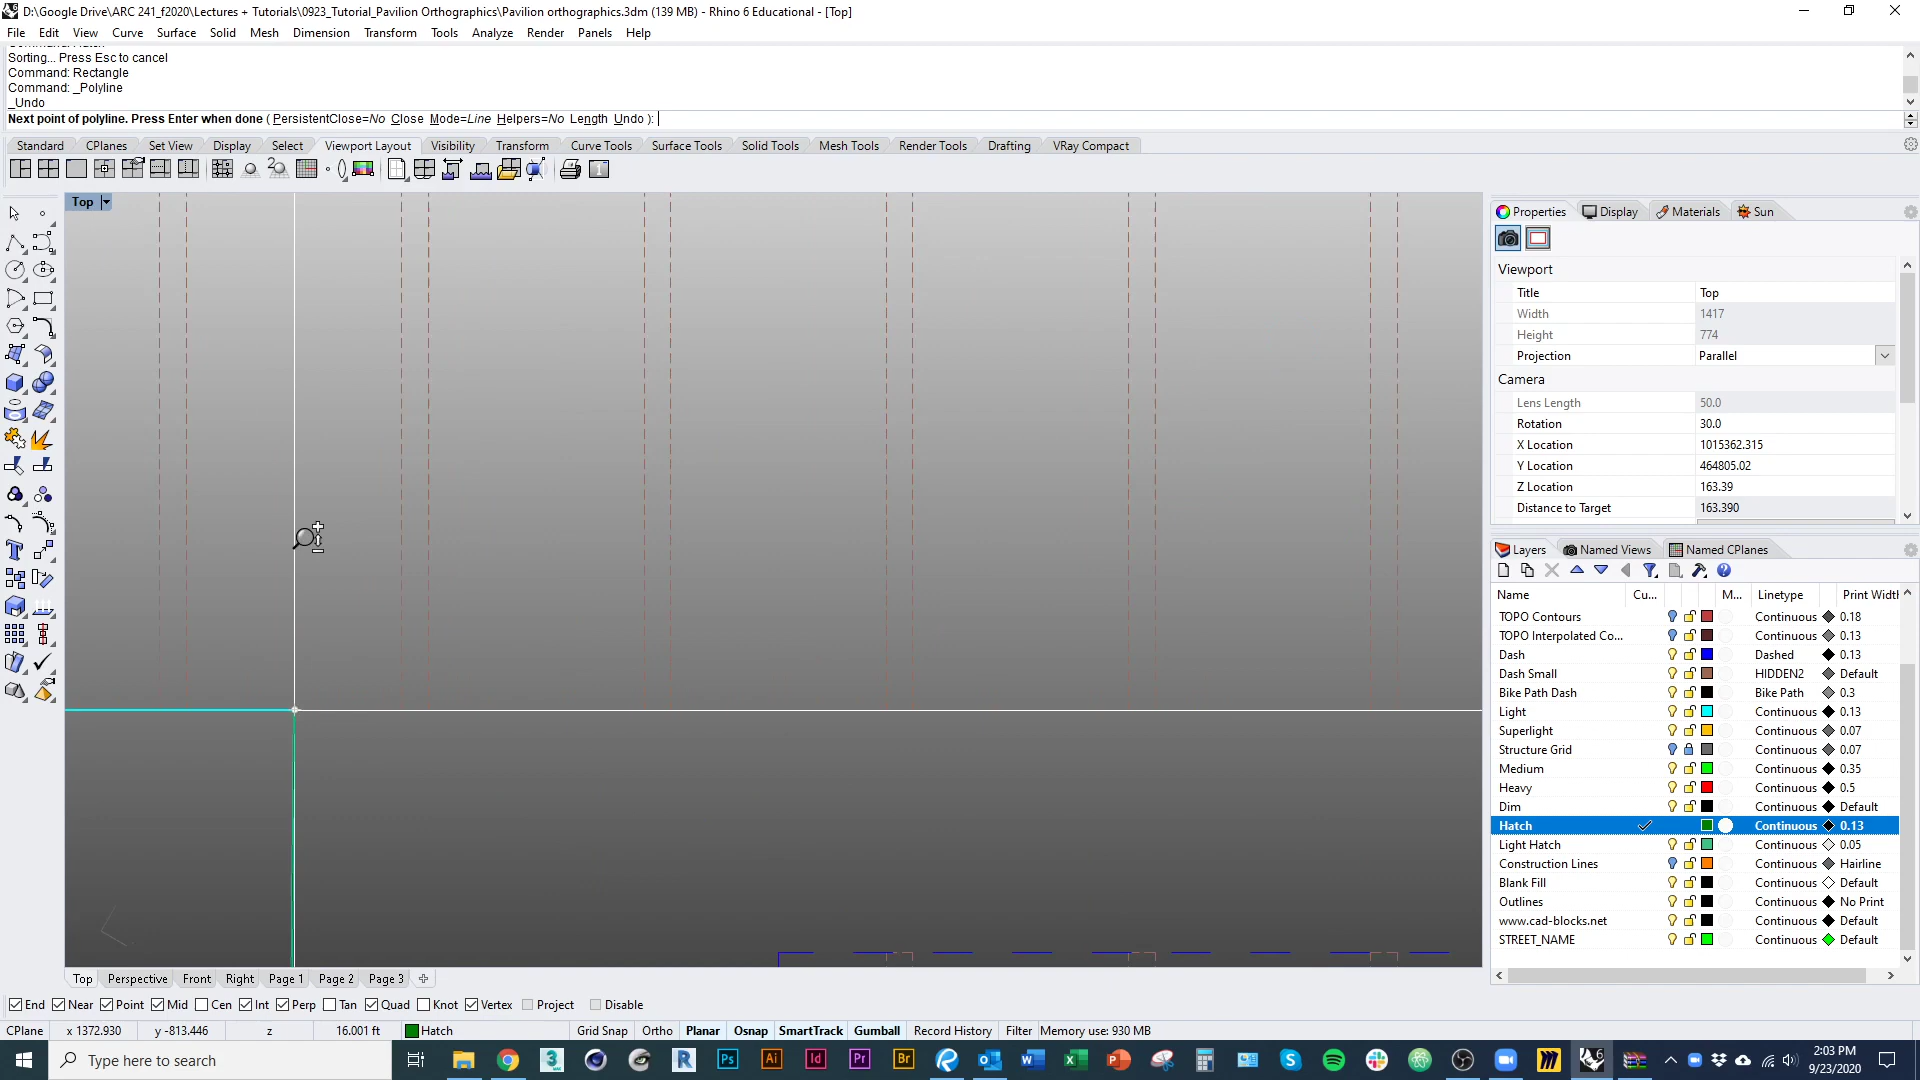 D:\Google Drive\ARC 241_f2020\Lectures + Tutorials\0923_Tutorial_Pavilion Orthographics\Pavilion orthographics.3dm (139 MB) - Rhino 6 Educational - [Top]
File Edit View Curve Surface Solid Mesh Dimension Transform Tools Analyze Render Panels Help
Sorting... Press Esc to cancel
Command: Rectangle
Command: _Polyline
_Undo
Next point of polyline. Press Enter when done ( PersistentClose=No Close Mode=Line Helpers=No Length Undo ):
Standard CPlanes Set View Display Select Viewport Layout Visibility Transform Curve Tools Surface Tools Solid Tools Mesh Tools Render Tools Drafting VRay Compact
Top
Properties Display Materials Sun
Viewport
Title Top
Width 1417
Height 774
Projection Parallel
Camera
Lens Length 50.0
Rotation 30.0
X Location 1015362.315
Y Location 464805.02
Z Location 163.39
Distance to Target 163.390
Layers Named Views Named CPlanes
Name Cu... M... Linetype Print Width
TOPO Contours Continuous 0.18
TOPO Interpolated Co... Continuous 0.13
Dash Dashed 0.13
Dash Small HIDDEN2 Default
Bike Path Dash Bike Path 0.3
Light Continuous 0.13
Superlight Continuous 0.07
Structure Grid Continuous 0.07
Medium Continuous 0.35
Heavy Continuous 0.5
Dim Continuous Default
Hatch Continuous 0.13
Light Hatch Continuous 0.05
Construction Lines Continuous Hairline
Blank Fill Continuous Default
Outlines Continuous No Print
www.cad-blocks.net Continuous Default
STREET_NAME Continuous Default
Top Perspective Front Right Page 1 Page 2 Page 3
End Near Point Mid Cen Int Perp Tan Quad Knot Vertex Project Disable
CPlane x 1372.930 y -813.446 z 16.001 ft Hatch Grid Snap Ortho Planar Osnap SmartTrack Gumball Record History Filter Memory use: 930 MB
Type here to search
2:03 PM
9/23/2020